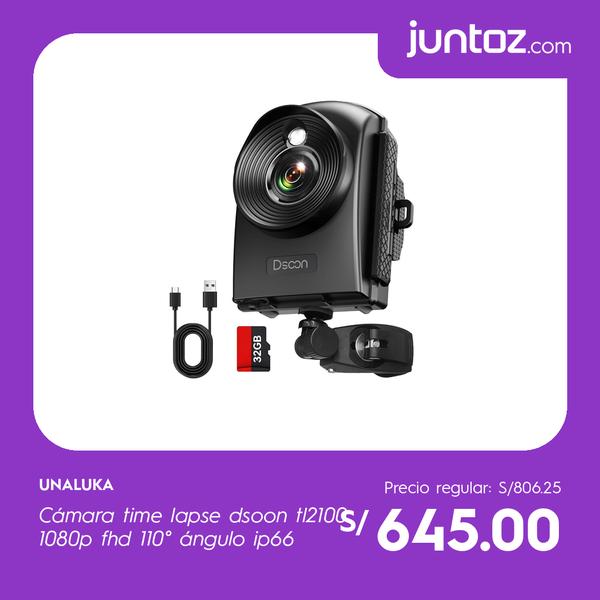 juntoz.com
Dsoon
32GB
UNALUKA
Cámara time lapse dsoon tl2100
1080p fhd 110° ángulo ip66
Precio regular: S/806.25
S/ 645.00